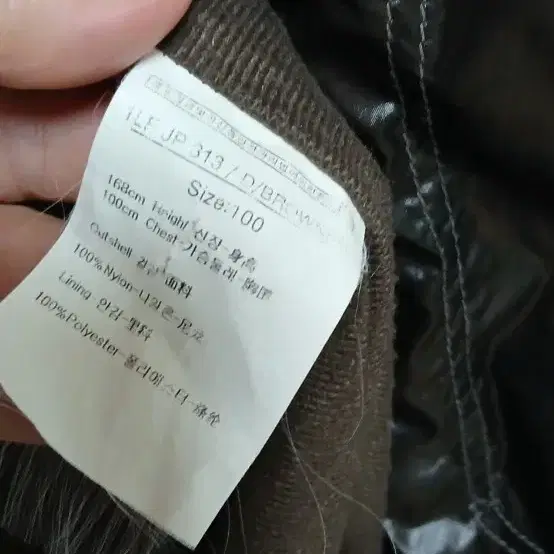 1LF JP 313 / D/BROWN
Size:100
168cm Height 신장-身高
100cm Chest-가슴둘레-胸围
Outshell 겉감-面料
100%Nylon-나일론-尼龙
Lining 안감-里料
100%Polyester-폴리에스터-涤纶